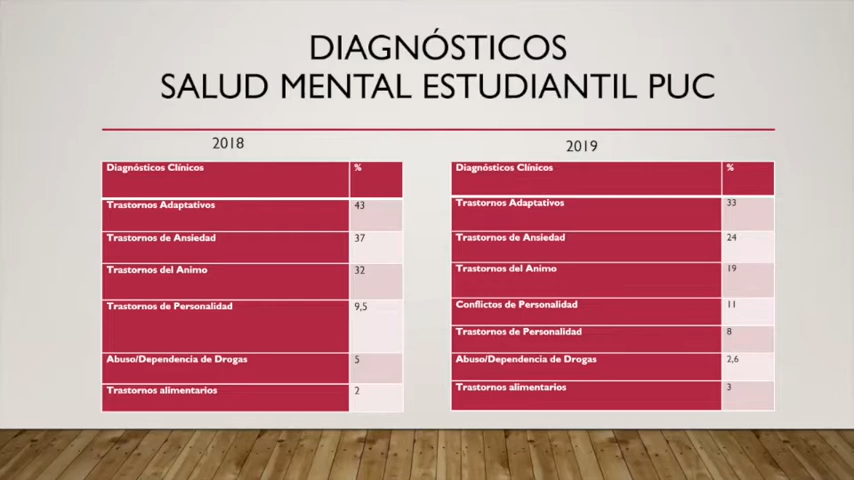 DIAGNÓSTICOS
SALUD MENTAL ESTUDIANTIL PUC
2018
Diagnósticos Clínicos %
Trastornos Adaptativos 43
Trastornos de Ansiedad 37
Trastornos del Animo 32
Trastornos de Personalidad 9,5
Abuso/Dependencia de Drogas 5
Trastornos alimentarios 2
2019
Diagnósticos Clínicos %
Trastornos Adaptativos 33
Trastornos de Ansiedad 24
Trastornos del Animo 19
Conflictos de Personalidad 11
Trastornos de Personalidad 8
Abuso/Dependencia de Drogas 2,6
Trastornos alimentarios 3